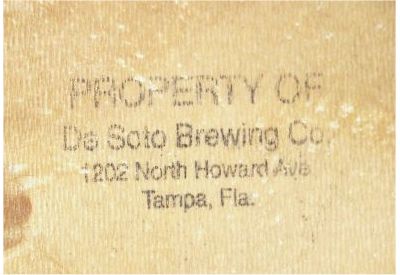 PROPERTY OF
De Soto Brewing Co.
1202 North Howard Ave
Tampa, Fla.